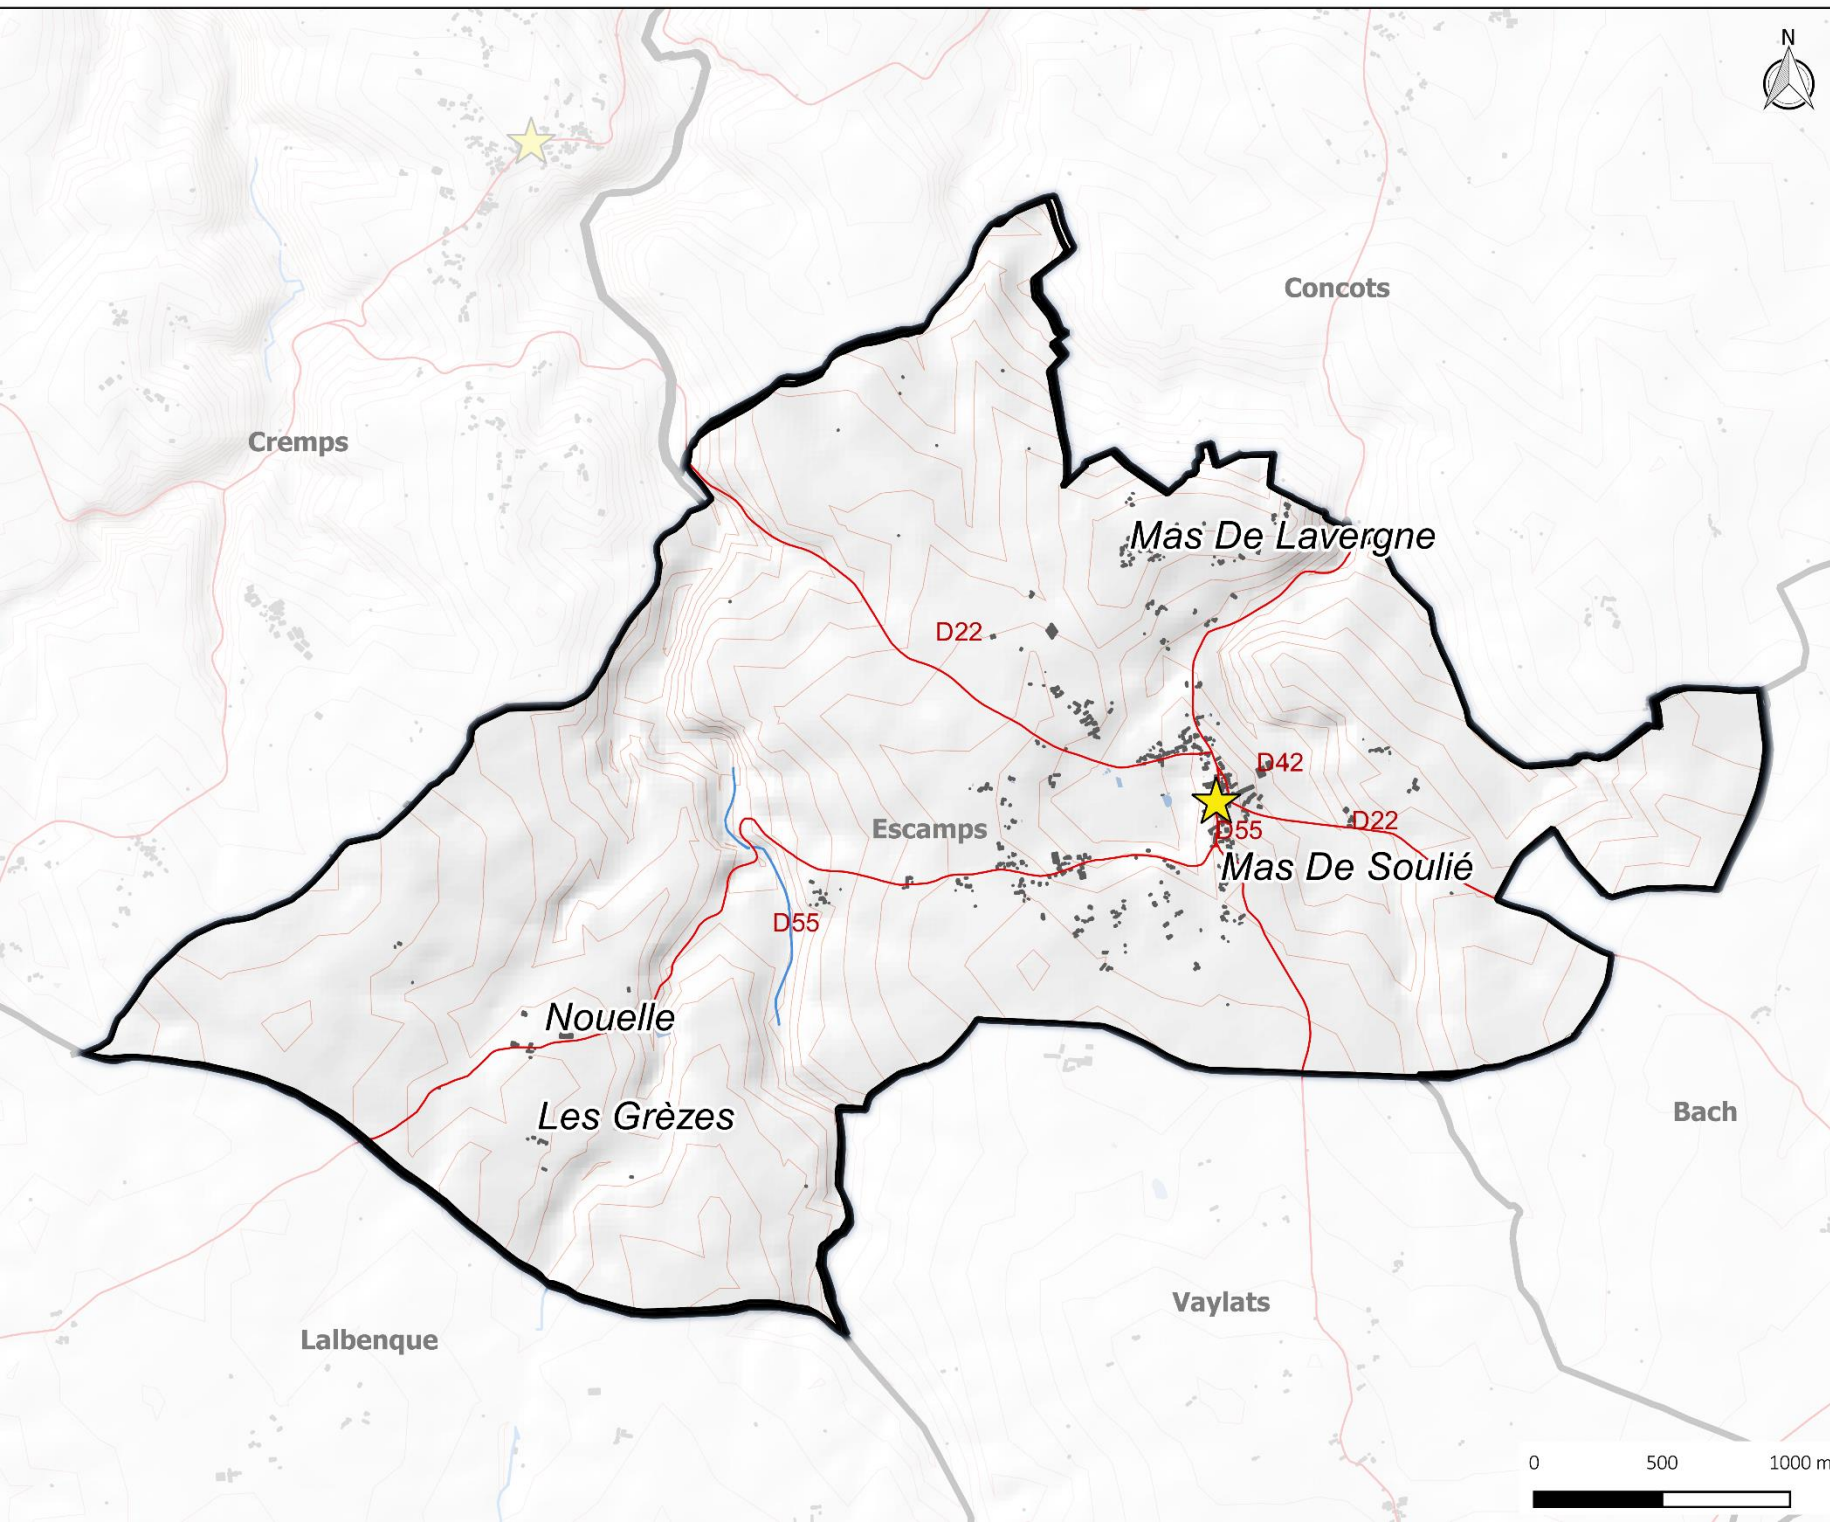 N
Concots
Cremps
Mas De Lavergne
D22
D42
D22
Escamps
D55
Mas De Soulié
D55
Nouelle
Les Grèzes
Bach
Vaylats
Lalbenque
0 500 1000 m